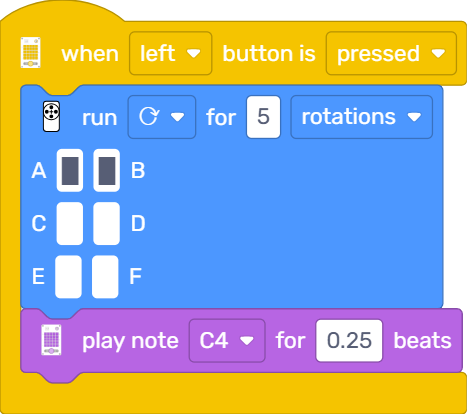 when left button is pressed
run for 5 rotations
A B
C D
E F
play note C4 for 0.25 beats